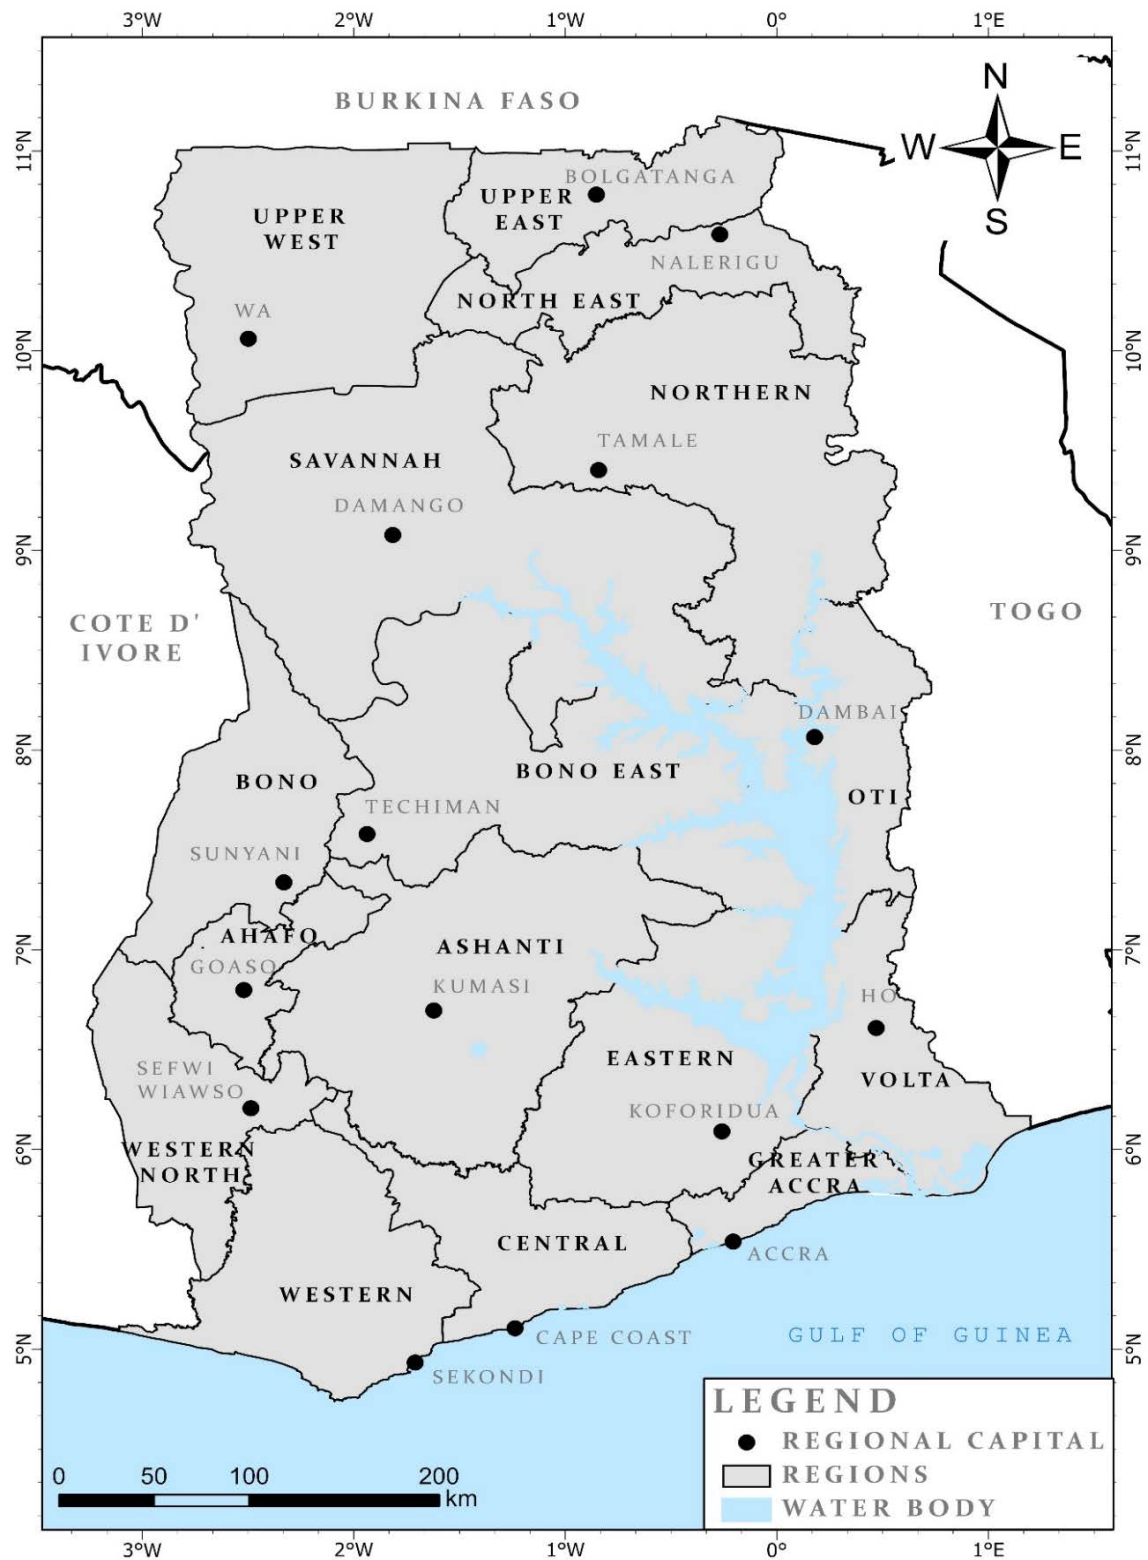 3°W 2°W 1°W 0° 1°E
BURKINA FASO
N
W E
S
11°N 11°N
BOLGATANGA
UPPER
EAST
UPPER
WEST
NALERIGU
NORTH EAST
WA
10°N 10°N
NORTHERN
TAMALE
SAVANNAH
DAMANGO
9°N 9°N
COTE D'
IVORE
TOGO
DAMBAI
8°N 8°N
BONO
BONO EAST
OTI
TECHIMAN
SUNYANI
AHAFO
ASHANTI
7°N 7°N
GOASO
KUMASI
HO
EASTERN
SEFWI
WIAWSO
VOLTA
KOFORIDUA
6°N 6°N
WESTERN
NORTH
GREATER
ACCRA
CENTRAL
ACCRA
WESTERN
CAPE COAST
GULF OF GUINEA
5°N 5°N
SEKONDI
LEGEND
REGIONAL CAPITAL
REGIONS
WATER BODY
0 50 100 200
km
3°W 2°W 1°W 0° 1°E